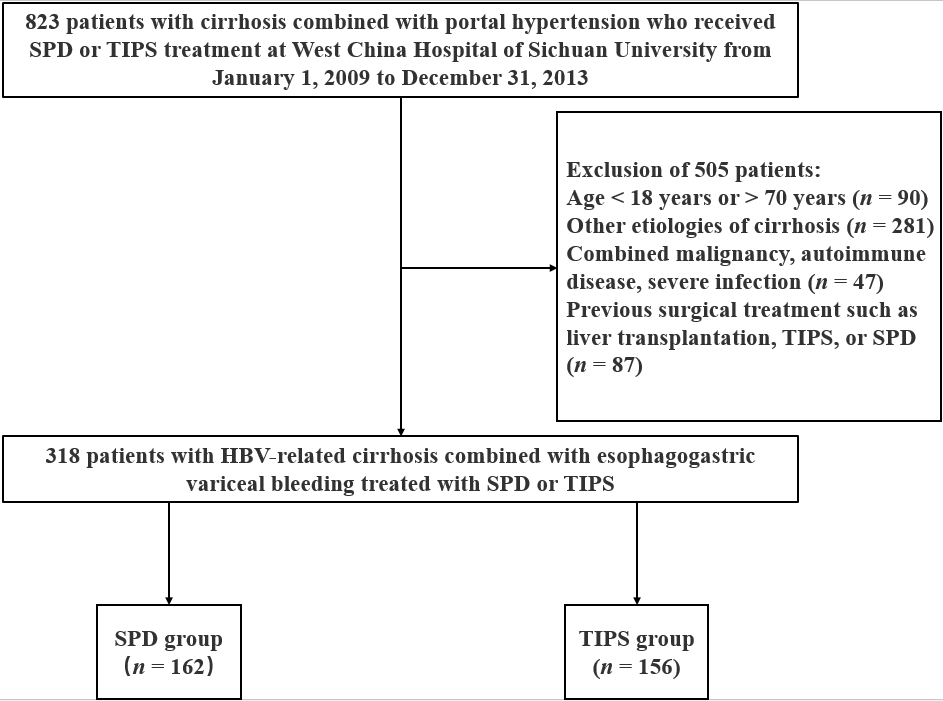 823 patients with cirrhosis combined with portal hypertension who received
SPD or TIPS treatment at West China Hospital of Sichuan University from
January 1, 2009 to December 31, 2013
Exclusion of 505 patients:
Age < 18 years or > 70 years (n = 90)
Other etiologies of cirrhosis (n = 281)
Combined malignancy, autoimmune
disease, severe infection (n = 47)
Previous surgical treatment such as
liver transplantation, TIPS, or SPD
(n = 87)
318 patients with HBV-related cirrhosis combined with esophagogastric
variceal bleeding treated with SPD or TIPS
SPD group
(n = 162)
TIPS group
(n = 156)